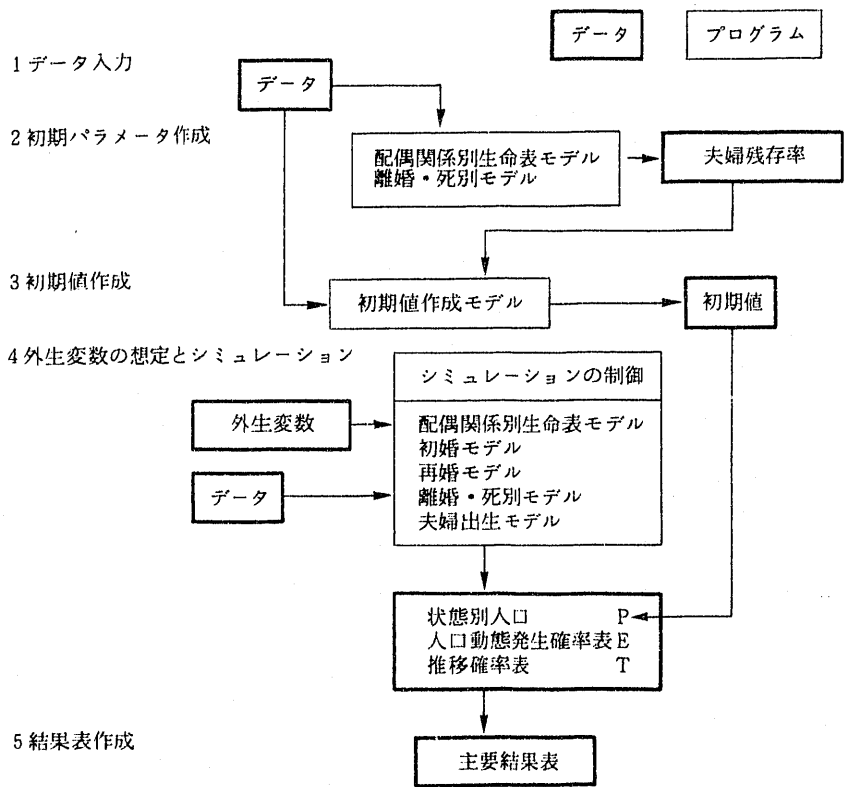 データ
プログラム
1 データ入力
データ
2 初期パラメータ作成
配偶関係別生命表モデル
離婚・死別モデル
夫婦残存率
3 初期値作成
初期値作成モデル
初期値
4 外生変数の想定とシミュレーション
シミュレーションの制御
外生変数
配偶関係別生命表モデル
初婚モデル
再婚モデル
データ
離婚・死別モデル
夫婦出生モデル
状態別人口 P
人口動態発生確率表 E
推移確率表 T
5 結果表作成
主要結果表